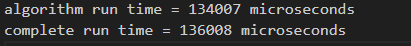 algorithm run time = 134007 microseconds
complete run time = 136008 microseconds